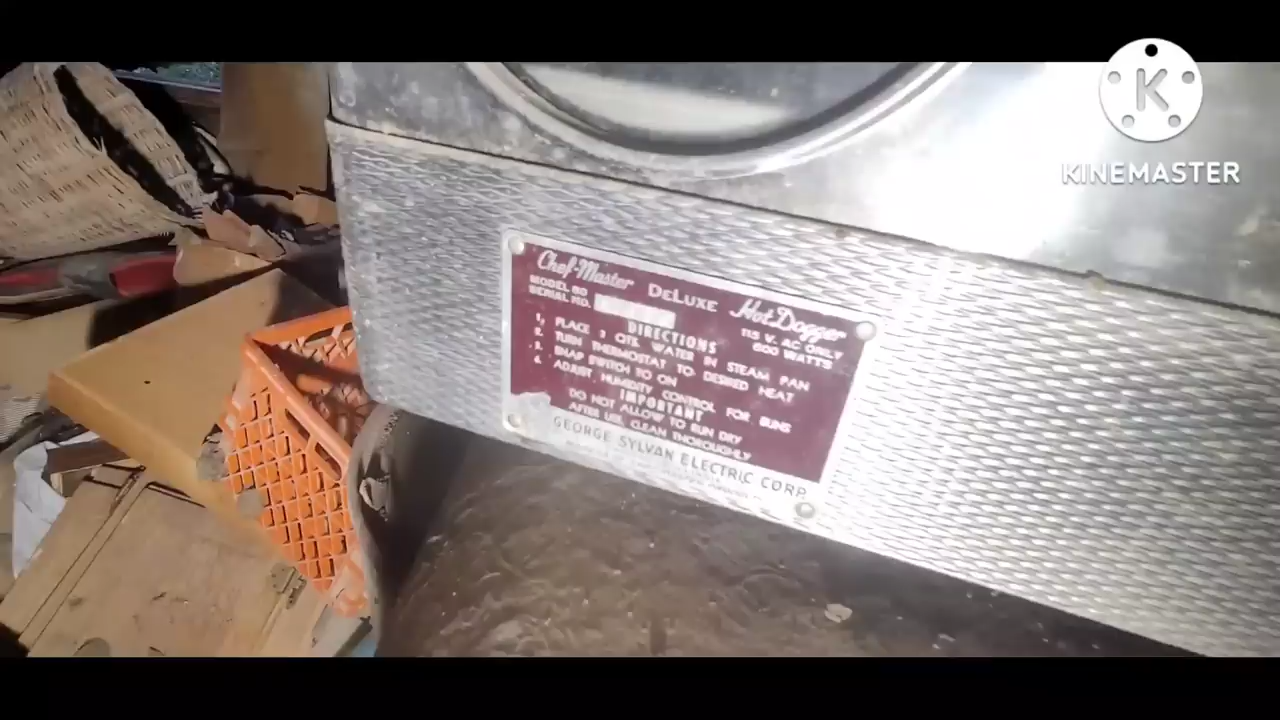 K
KINEMASTER
Chef-Master DELUXE Hot Dogger
MODEL 80
SERIAL NO.
115 V. AC ONLY
800 WATTS
DIRECTIONS
1. PLACE 3 QTS. WATER IN STEAM PAN
2. TURN THERMOSTAT TO DESIRED HEAT
3. SNAP SWITCH TO ON
4. ADJUST HUMIDITY CONTROL FOR BUNS
IMPORTANT
DO NOT ALLOW TO RUN DRY
AFTER USE, CLEAN THOROUGHLY
GEORGE SYLVAN ELECTRIC CORP.